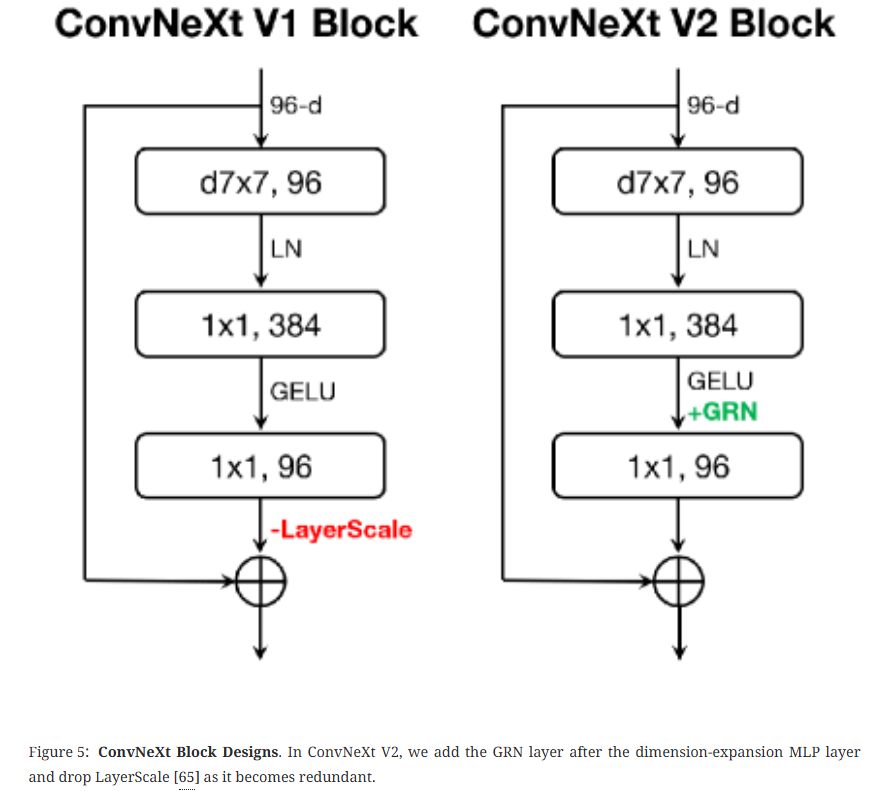 ConvNeXt V1 Block
96-d
d7x7, 96
LN
1x1, 384
GELU
1x1, 96
-LayerScale
ConvNeXt V2 Block
96-d
d7x7, 96
LN
1x1, 384
GELU
+GRN
1x1, 96
Figure 5: ConvNeXt Block Designs. In ConvNeXt V2, we add the GRN layer after the dimension-expansion MLP layer
and drop LayerScale [65] as it becomes redundant.